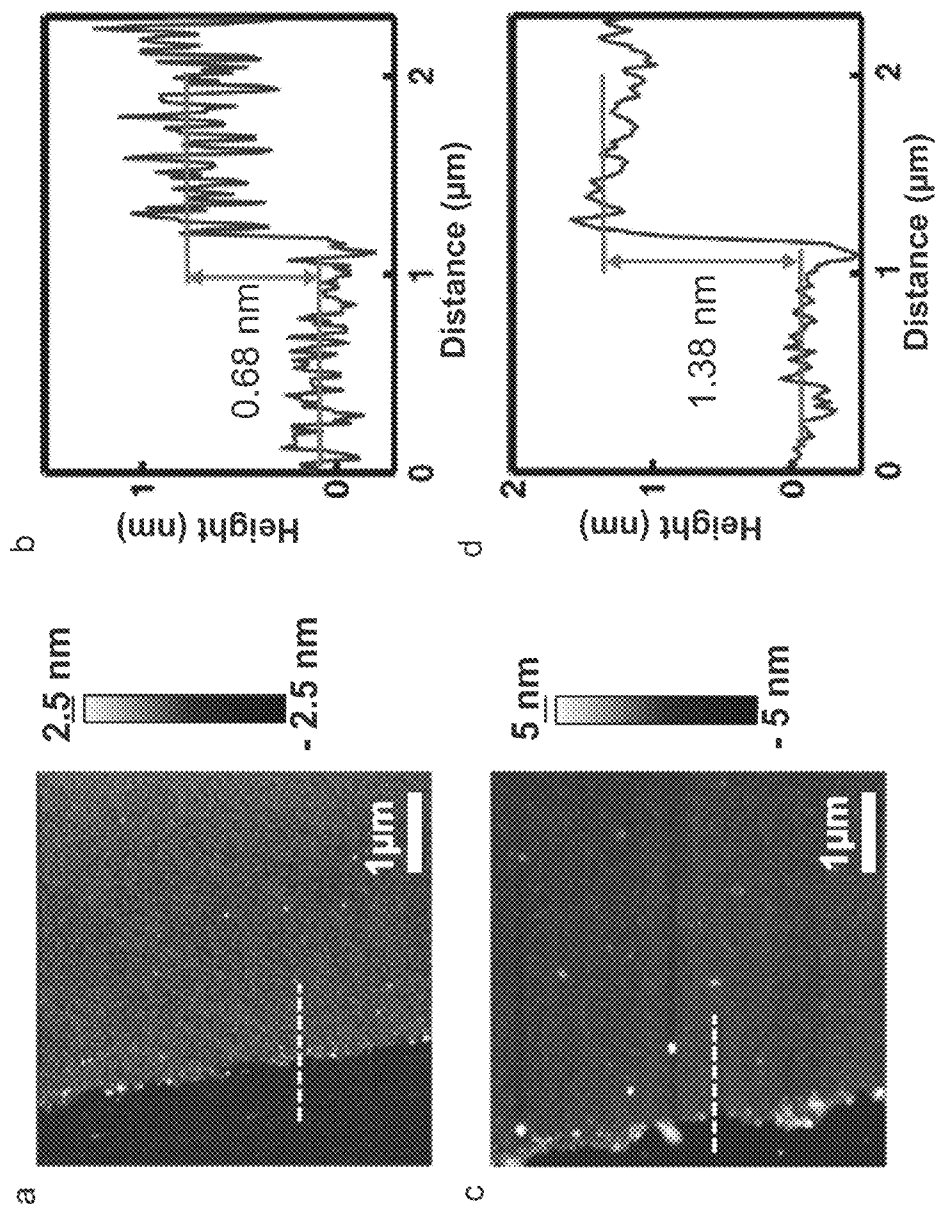 a
2.5 nm
- 2.5 nm
1µm
b
Height (nm)
1
0
0.68 nm
0
1
2
Distance (µm)
c
5 nm
- 5 nm
1µm
d
Height (nm)
2
1
0
1.38 nm
0
1
2
Distance (µm)